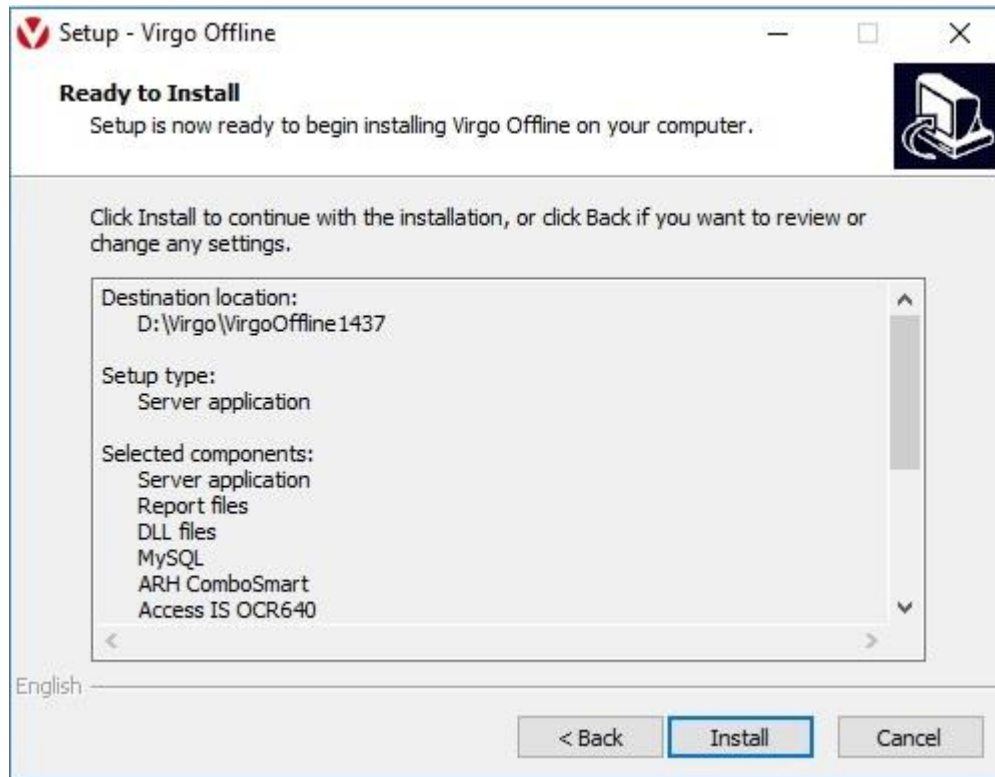 Setup - Virgo Offline
Ready to Install
Setup is now ready to begin installing Virgo Offline on your computer.
Click Install to continue with the installation, or click Back if you want to review or
change any settings.
Destination location:
D:\Virgo\VirgoOffline1437
Setup type:
Server application
Selected components:
Server application
Report files
DLL files
MySQL
ARH ComboSmart
Access IS OCR640
English
< Back
Install
Cancel